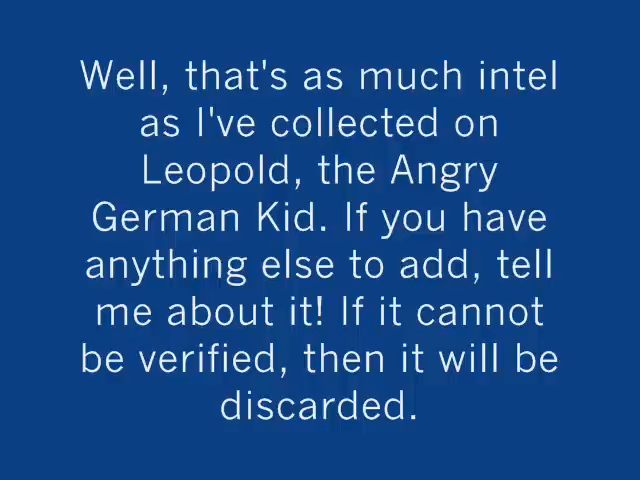 Well, that's as much intel
as I've collected on
Leopold, the Angry
German Kid. If you have
anything else to add, tell
me about it! If it cannot
be verified, then it will be
discarded.